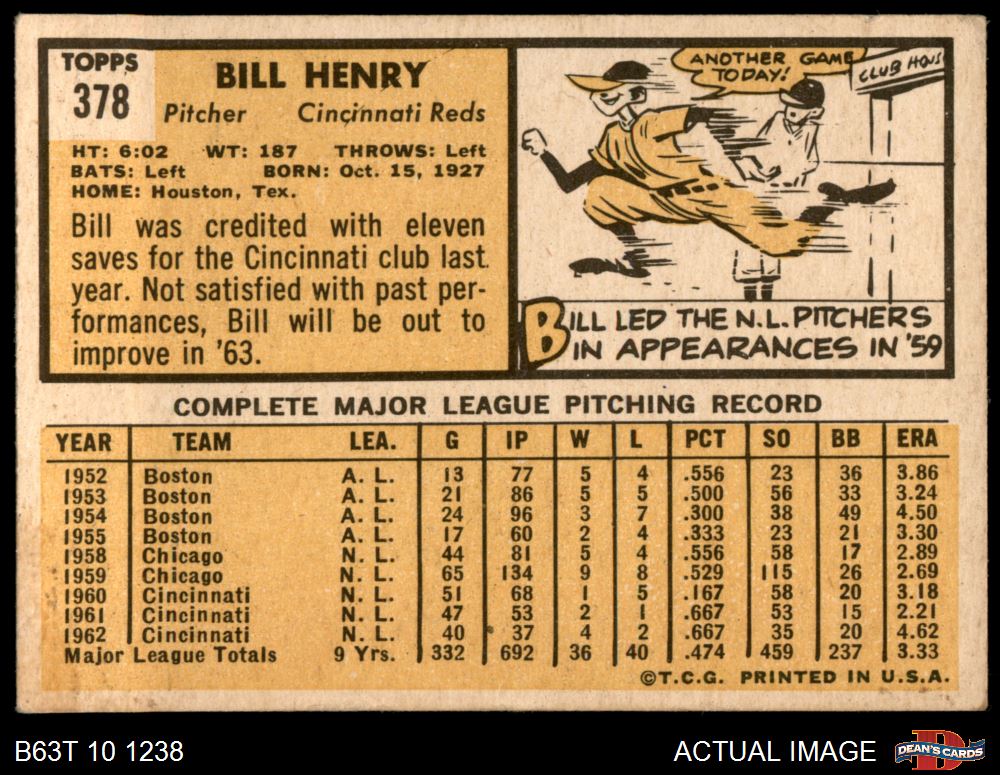 TOPPS
378
BILL HENRY
Pitcher Cincinnati Reds
HT: 6:02 WT: 187 THROWS: Left
BATS: Left BORN: Oct. 15, 1927
HOME: Houston, Tex.
Bill was credited with eleven
saves for the Cincinnati club last
year. Not satisfied with past per-
formances, Bill will be out to
improve in '63.
ANOTHER GAME
TODAY!
CLUB HOUS
BILL LED THE N.L. PITCHERS
IN APPEARANCES IN '59
COMPLETE MAJOR LEAGUE PITCHING RECORD
YEAR TEAM LEA. G IP W L PCT SO BB ERA
1952 Boston A. L. 13 77 5 4 .556 23 36 3.86
1953 Boston A. L. 21 86 5 5 .500 56 33 3.24
1954 Boston A. L. 24 96 3 7 .300 38 49 4.50
1955 Boston A. L. 17 60 2 4 .333 23 21 3.30
1958 Chicago N. L. 44 81 5 4 .556 58 17 2.89
1959 Chicago N. L. 65 134 9 8 .529 115 26 2.69
1960 Cincinnati N. L. 51 68 1 5 .167 58 20 3.18
1961 Cincinnati N. L. 47 53 2 1 .667 53 15 2.21
1962 Cincinnati N. L. 40 37 4 2 .667 35 20 4.62
Major League Totals 9 Yrs. 332 692 36 40 .474 459 237 3.33
©T.C.G. PRINTED IN U.S.A.
B63T 10 1238
ACTUAL IMAGE
DEAN'S CARDS